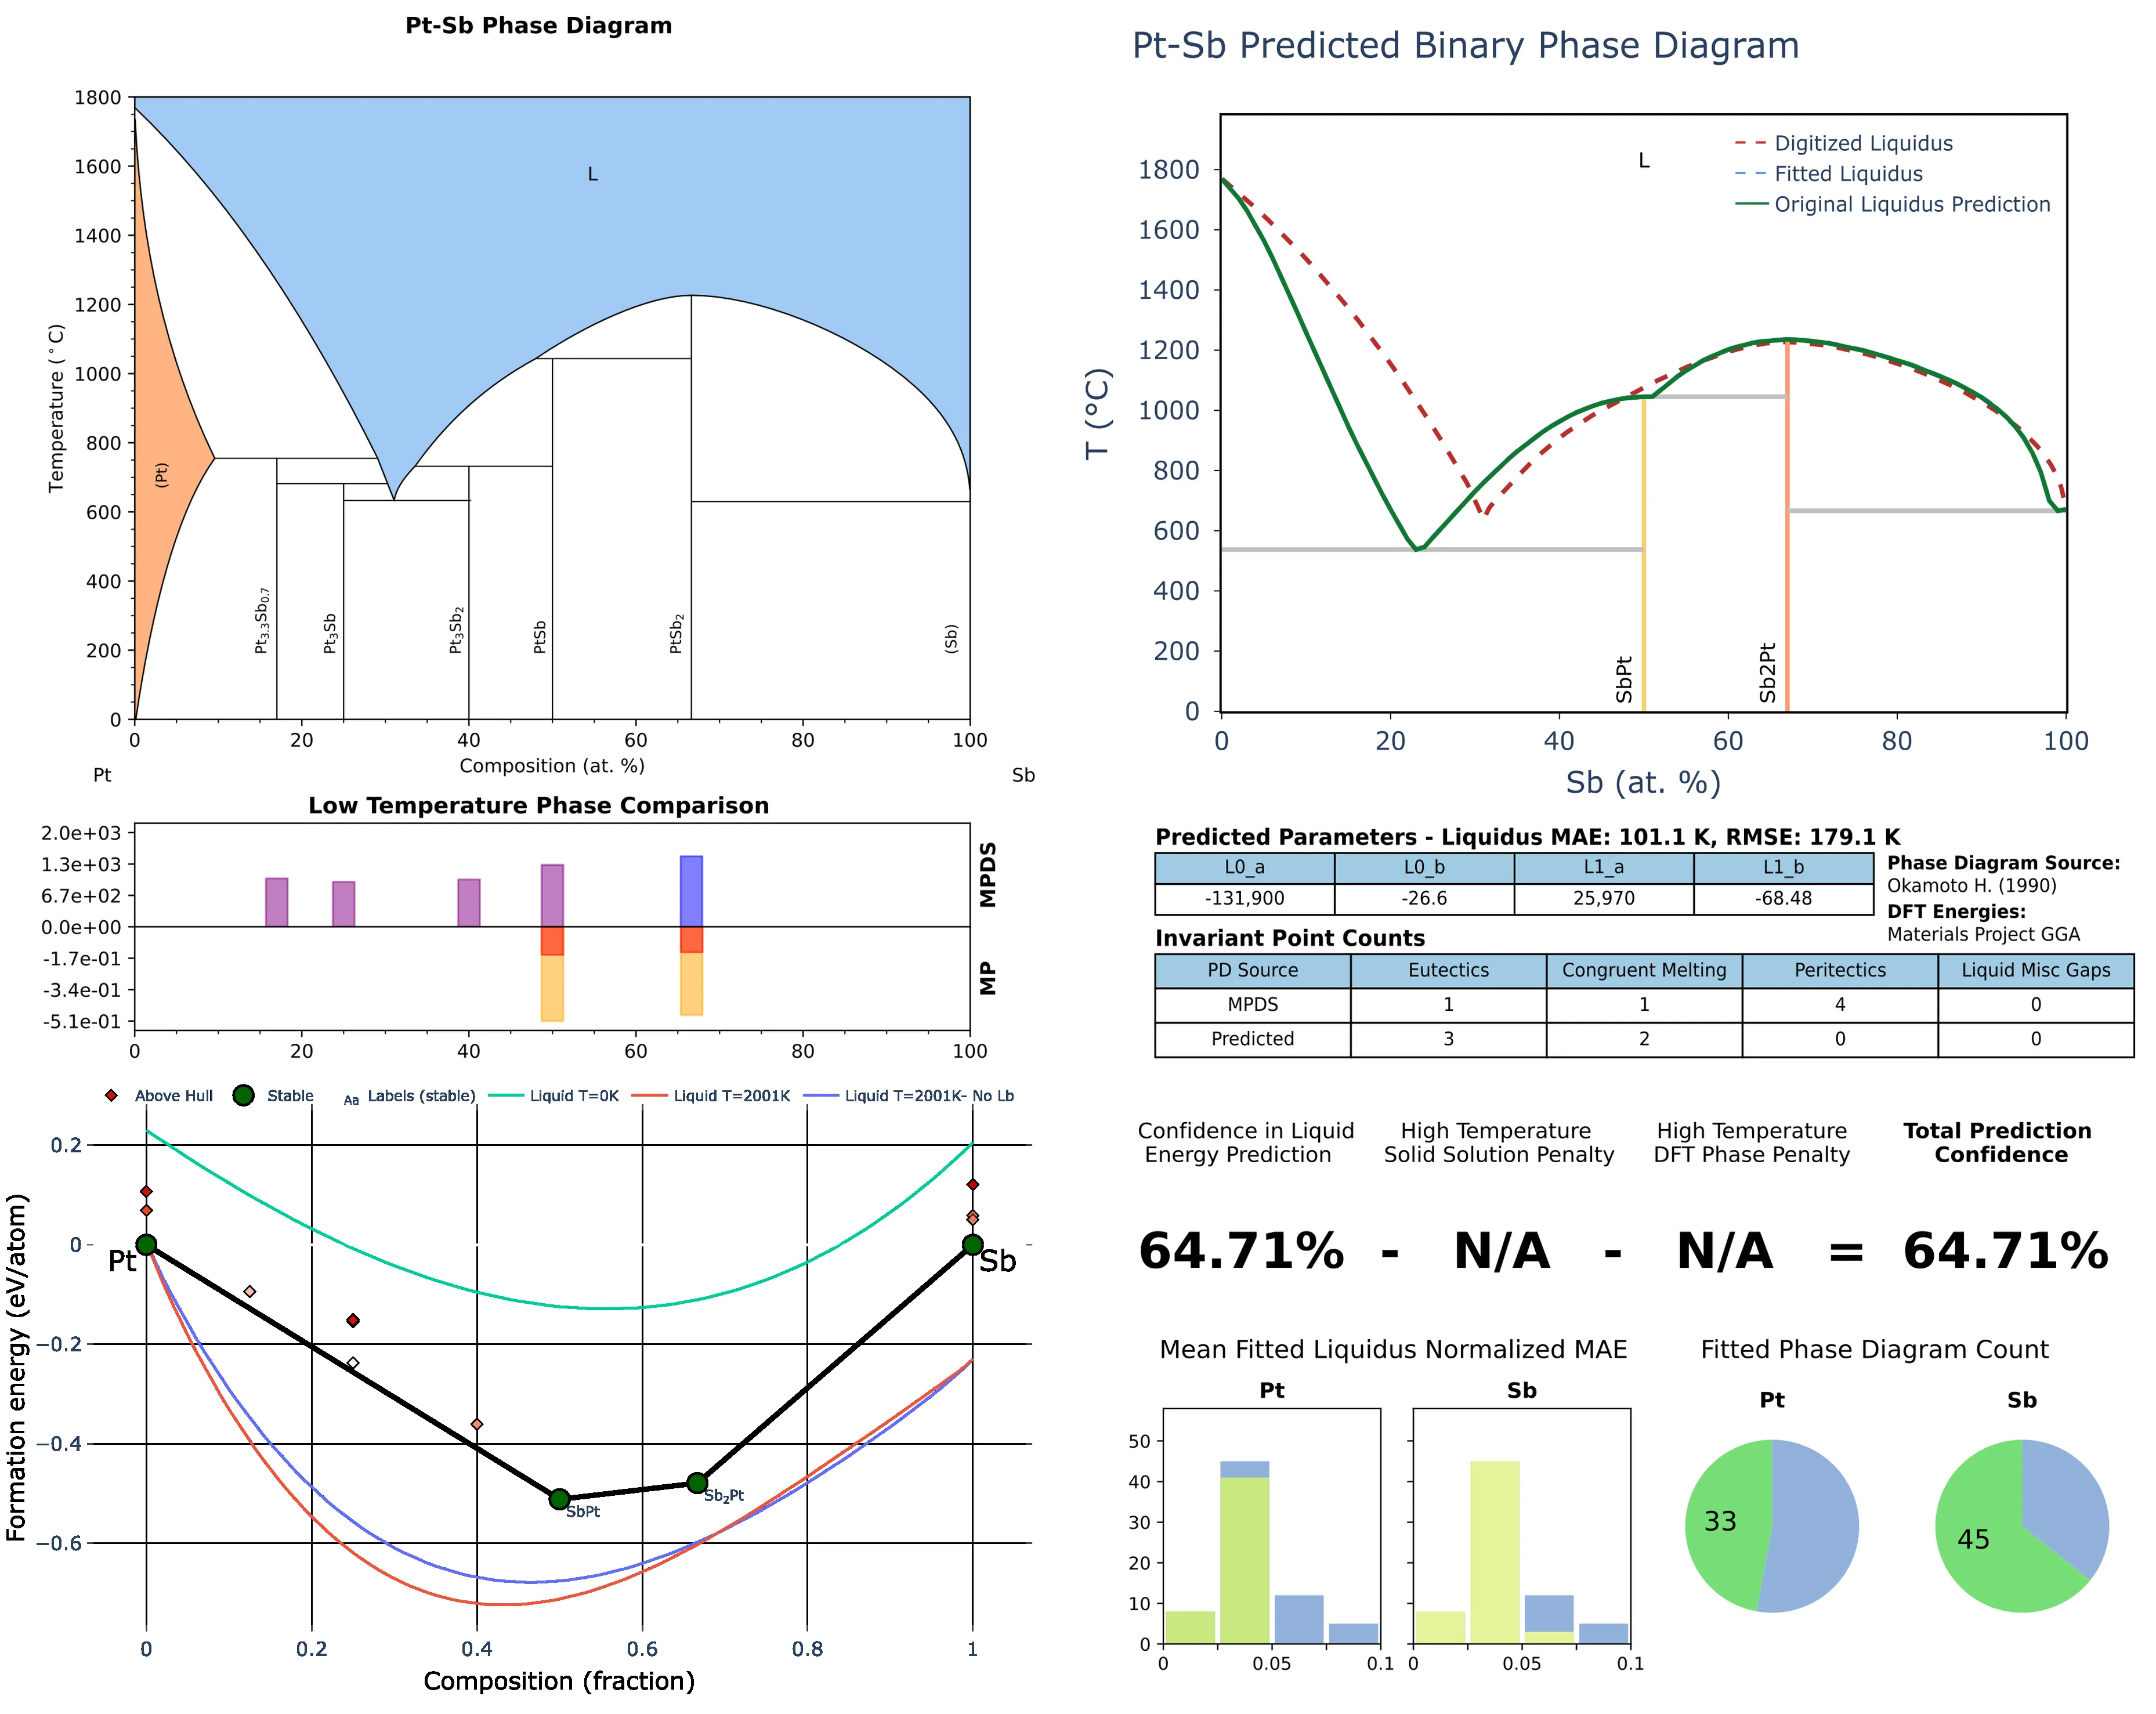 Pt-Sb Phase Diagram
1800
1600
1400
1200
1000
800
600
400
200
0
Temperature (°C)
L
(Pt)
Pt3.3Sb0.7
Pt3Sb
Pt3Sb2
PtSb
PtSb2
(Sb)
0 20 40 60 80 100
Composition (at. %)
Pt Sb
Low Temperature Phase Comparison
2.0e+03
1.3e+03
6.7e+02
0.0e+00
-1.7e-01
-3.4e-01
-5.1e-01
MPDS
MP
0 20 40 60 80 100
Above Hull Stable Aa Labels (stable) Liquid T=0K Liquid T=2001K Liquid T=2001K- No Lb
0.2
0
−0.2
−0.4
−0.6
Formation energy (eV/atom)
Pt
Sb
SbPt
Sb2Pt
0 0.2 0.4 0.6 0.8 1
Composition (fraction)
Pt-Sb Predicted Binary Phase Diagram
L
Digitized Liquidus
Fitted Liquidus
Original Liquidus Prediction
1800
1600
1400
1200
1000
800
600
400
200
0
T (°C)
SbPt
Sb2Pt
0 20 40 60 80 100
Sb (at. %)
Predicted Parameters - Liquidus MAE: 101.1 K, RMSE: 179.1 K
L0_a L0_b L1_a L1_b
-131,900 -26.6 25,970 -68.48
Phase Diagram Source:
Okamoto H. (1990)
DFT Energies:
Materials Project GGA
Invariant Point Counts
PD Source Eutectics Congruent Melting Peritectics Liquid Misc Gaps
MPDS 1 1 4 0
Predicted 3 2 0 0
Confidence in Liquid
Energy Prediction
High Temperature
Solid Solution Penalty
High Temperature
DFT Phase Penalty
Total Prediction
Confidence
64.71% - N/A - N/A = 64.71%
Mean Fitted Liquidus Normalized MAE
Pt
Sb
50
40
30
20
10
0
0 0.05 0.1
0 0.05 0.1
Fitted Phase Diagram Count
Pt
Sb
33
45